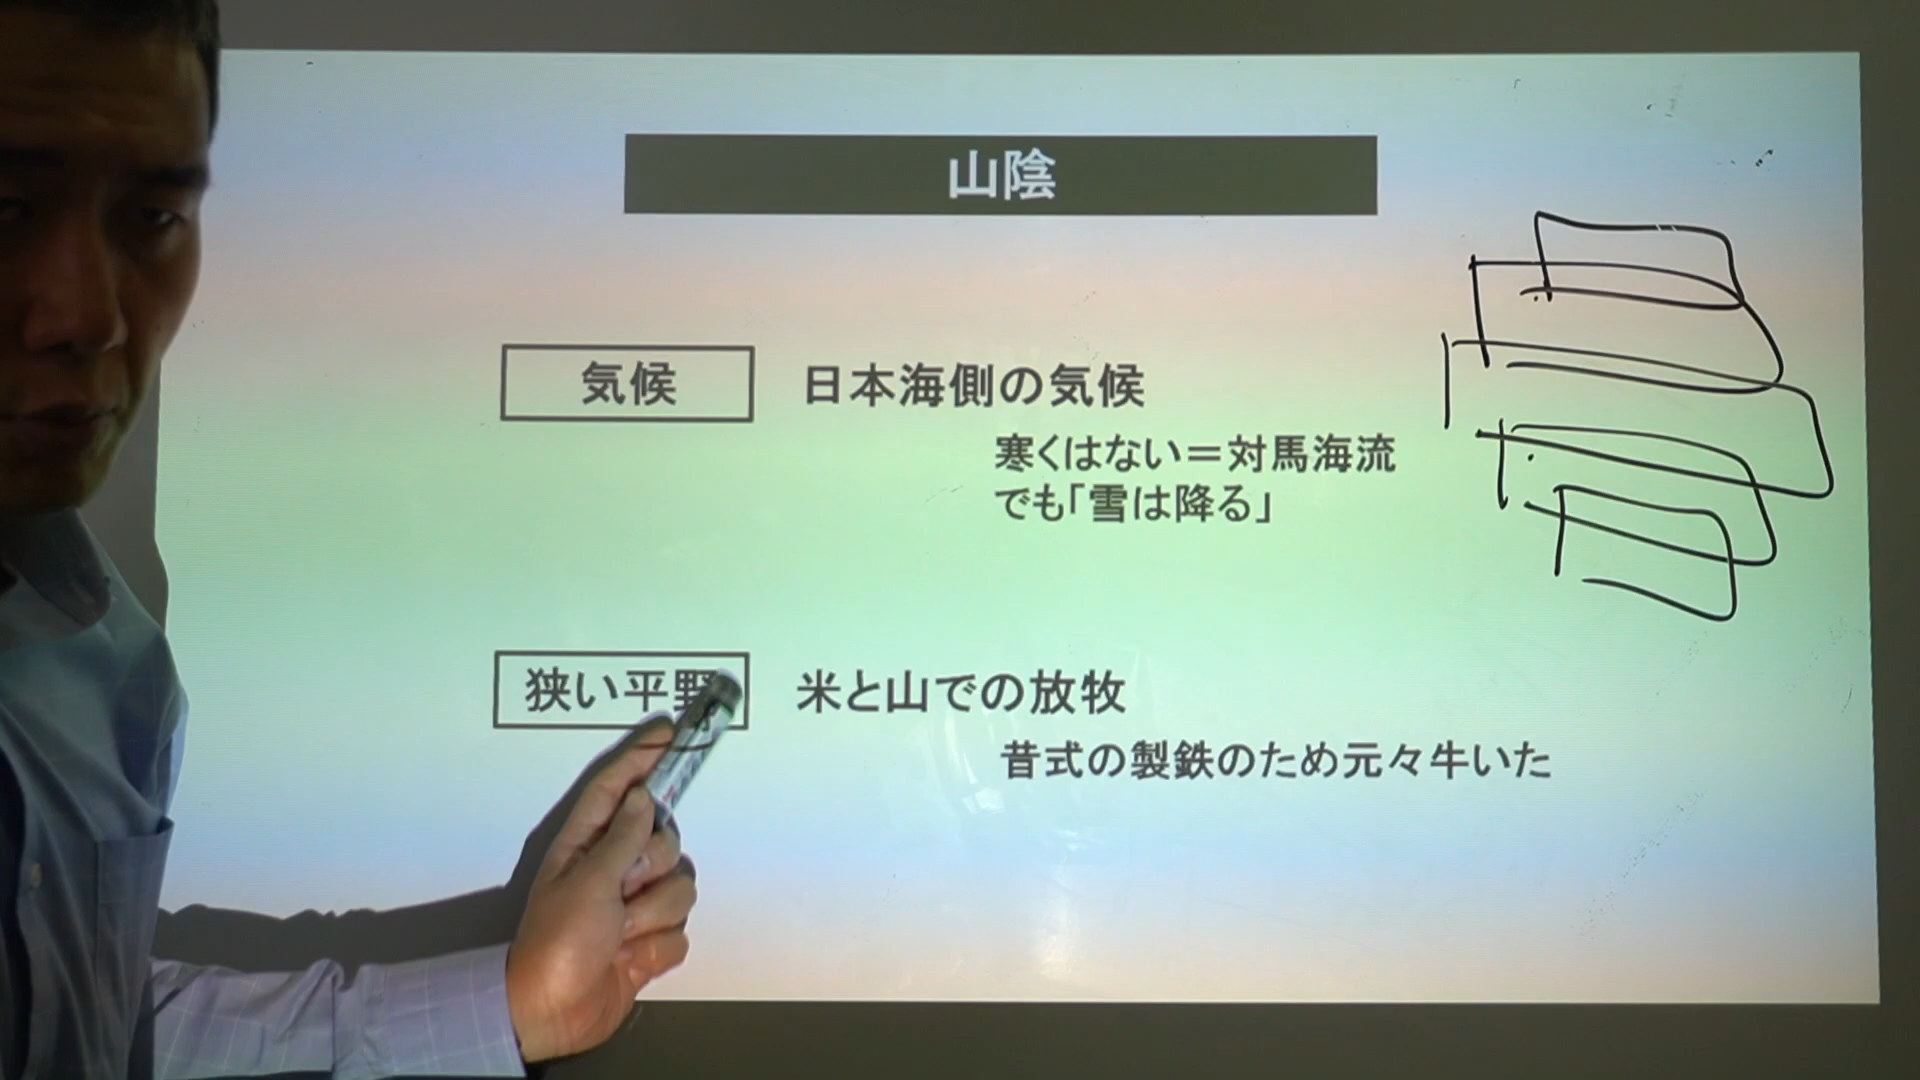 山陰
気候
日本海側の気候
寒くはない＝対馬海流
でも「雪は降る」
狭い平野
米と山での放牧
昔式の製鉄のため元々牛いた